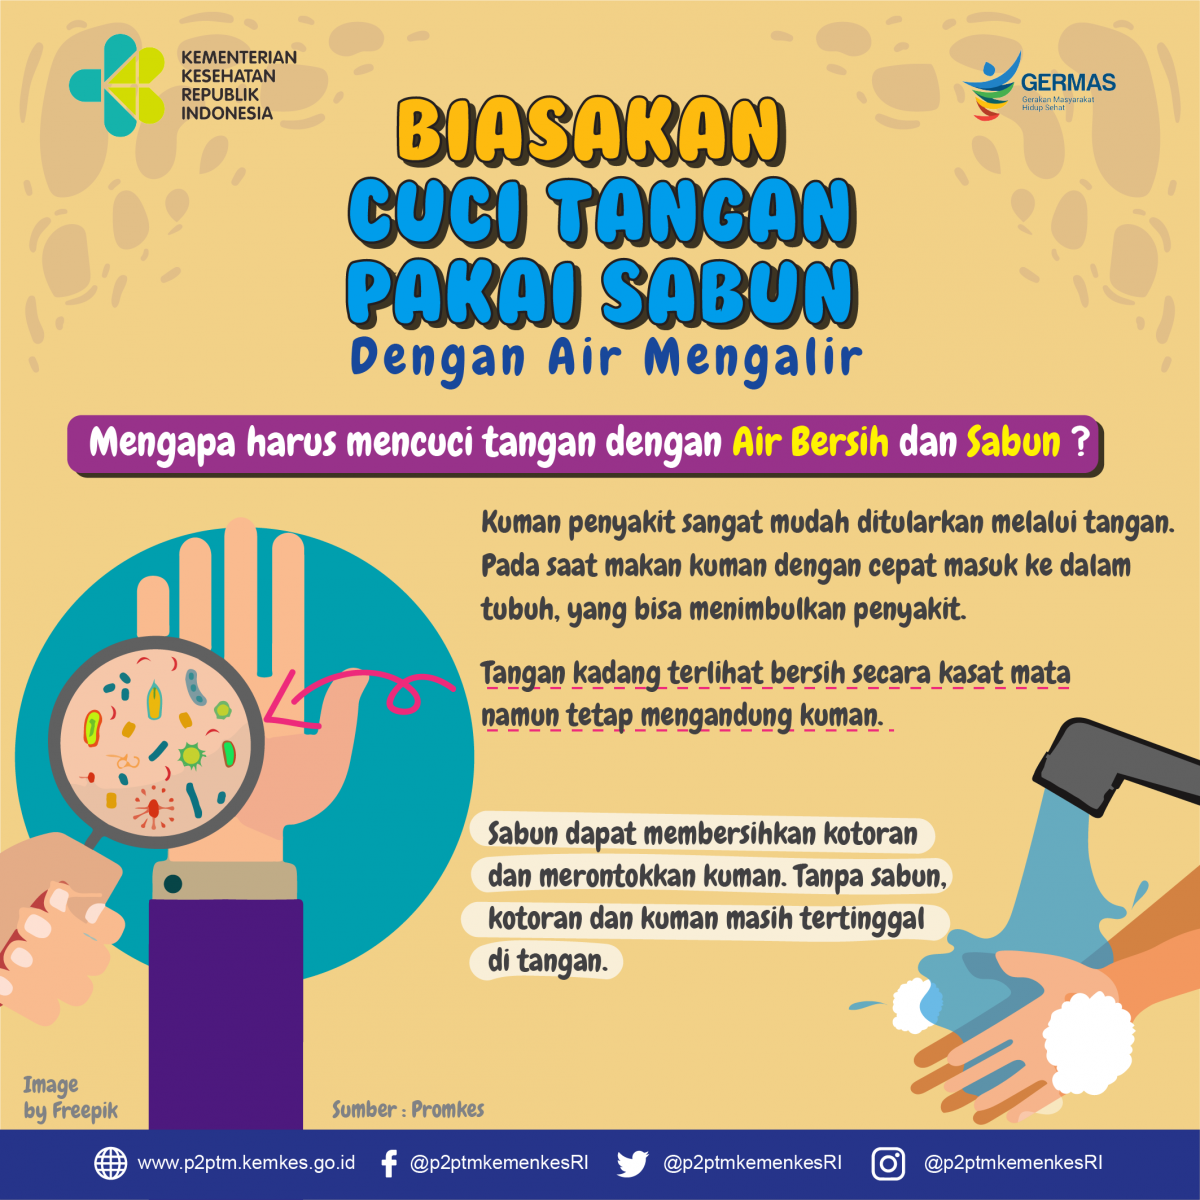 KEMENTERIAN
KESEHATAN
REPUBLIK
INDONESIA
GERMAS
Gerakan Masyarakat
Hidup Sehat
BIASAKAN
CUCI TANGAN
PAKAI SABUN
Dengan Air Mengalir
Mengapa harus mencuci tangan dengan Air Bersih dan Sabun ?
Kuman penyakit sangat mudah ditularkan melalui tangan.
Pada saat makan kuman dengan cepat masuk ke dalam
tubuh, yang bisa menimbulkan penyakit.
Tangan kadang terlihat bersih secara kasat mata
namun tetap mengandung kuman.
Sabun dapat membersihkan kotoran
dan merontokkan kuman. Tanpa sabun,
kotoran dan kuman masih tertinggal
di tangan.
Image
by Freepik
Sumber : Promkes
www.p2ptm.kemkes.go.id
@p2ptmkemenkesRI
@p2ptmkemenkesRI
@p2ptmkemenkesRI